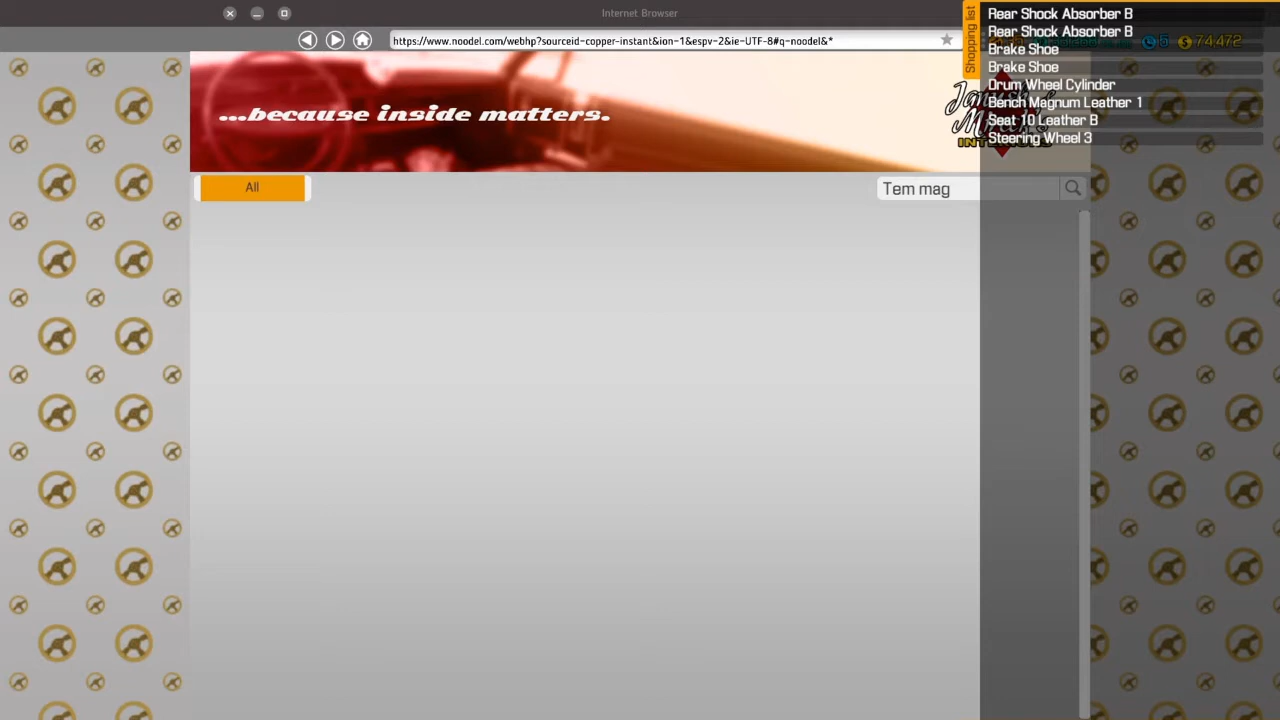 Internet Browser
https://www.noodel.com/webhp?sourceid-copper-instant&ion-1&espv-2&ie-UTF-8#q-noodel&*
Shopping list
Rear Shock Absorber B
Rear Shock Absorber B
5
74,472
Brake Shoe
Brake Shoe
Drum Wheel Cylinder
Bench Magnum Leather 1
Seat 10 Leather B
Steering Wheel 3
...because inside matters.
All
Tem mag